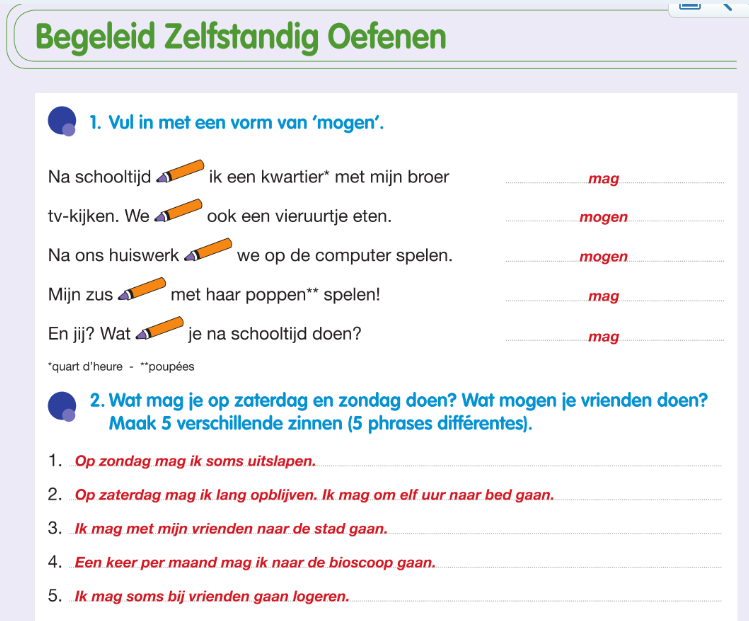 Begeleid Zelfstandig Oefenen
1. Vul in met een vorm van ‘mogen’.
Na schooltijd ik een kwartier* met mijn broer mag
tv-kijken. We ook een vieruurtje eten. mogen
Na ons huiswerk we op de computer spelen. mogen
Mijn zus met haar poppen** spelen! mag
En jij? Wat je na schooltijd doen? mag
*quart d’heure - **poupées
2. Wat mag je op zaterdag en zondag doen? Wat mogen je vrienden doen?
Maak 5 verschillende zinnen (5 phrases différentes).
1. Op zondag mag ik soms uitslapen.
2. Op zaterdag mag ik lang opblijven. Ik mag om elf uur naar bed gaan.
3. Ik mag met mijn vrienden naar de stad gaan.
4. Een keer per maand mag ik naar de bioscoop gaan.
5. Ik mag soms bij vrienden gaan logeren.